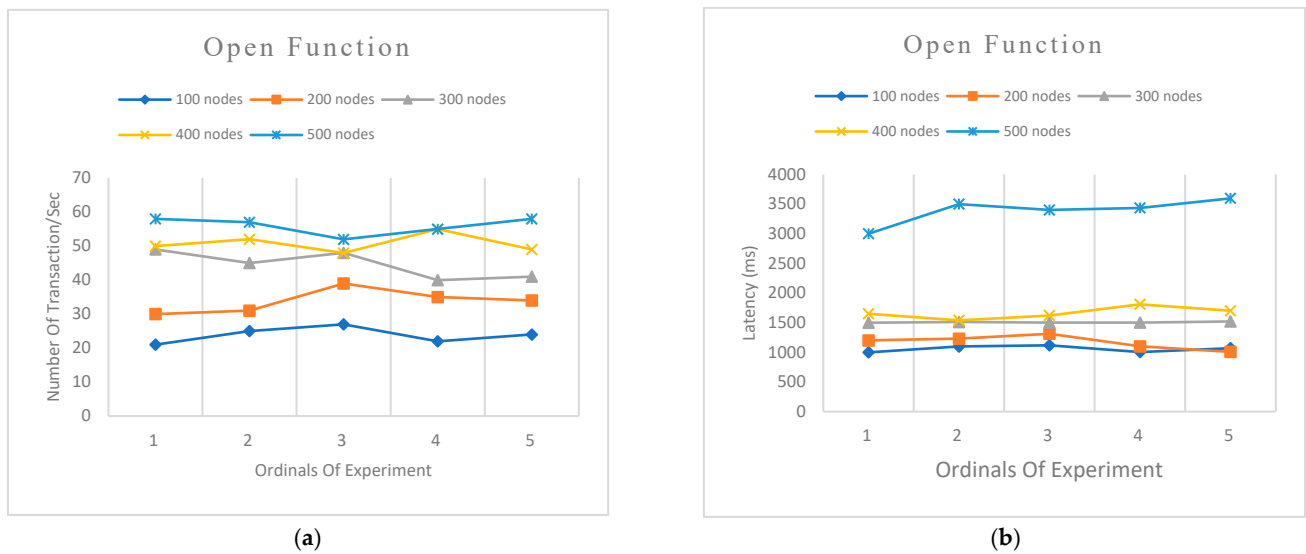 Open Function
100 nodes 200 nodes 300 nodes
400 nodes 500 nodes
Number Of Transaction/Sec
70
60
50
40
30
20
10
0
1 2 3 4 5
Ordinals Of Experiment
(a)
Open Function
100 nodes 200 nodes 300 nodes
400 nodes 500 nodes
Latency (ms)
4000
3500
3000
2500
2000
1500
1000
500
0
1 2 3 4 5
Ordinals Of Experiment
(b)